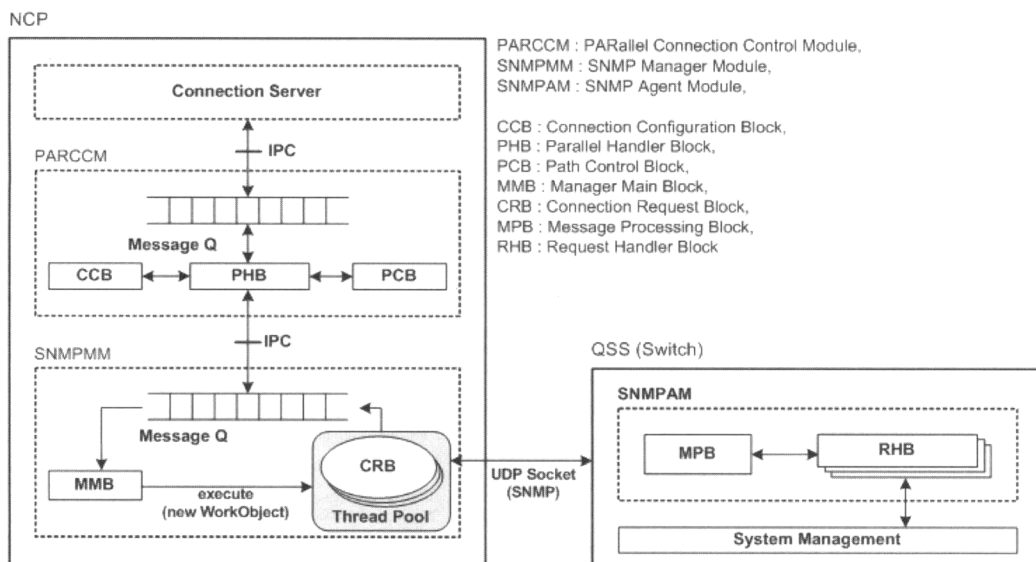 NCP
Connection Server
IPC
PARCCM
Message Q
CCB
PHB
PCB
IPC
SNMPMM
Message Q
MMB
execute
(new WorkObject)
CRB
Thread Pool
PARCCM : PARallel Connection Control Module,
SNMPMM : SNMP Manager Module,
SNMPAM : SNMP Agent Module,
CCB : Connection Configuration Block,
PHB : Parallel Handler Block,
PCB : Path Control Block,
MMB : Manager Main Block,
CRB : Connection Request Block,
MPB : Message Processing Block,
RHB : Request Handler Block
UDP Socket
(SNMP)
QSS (Switch)
SNMPAM
MPB
RHB
System Management